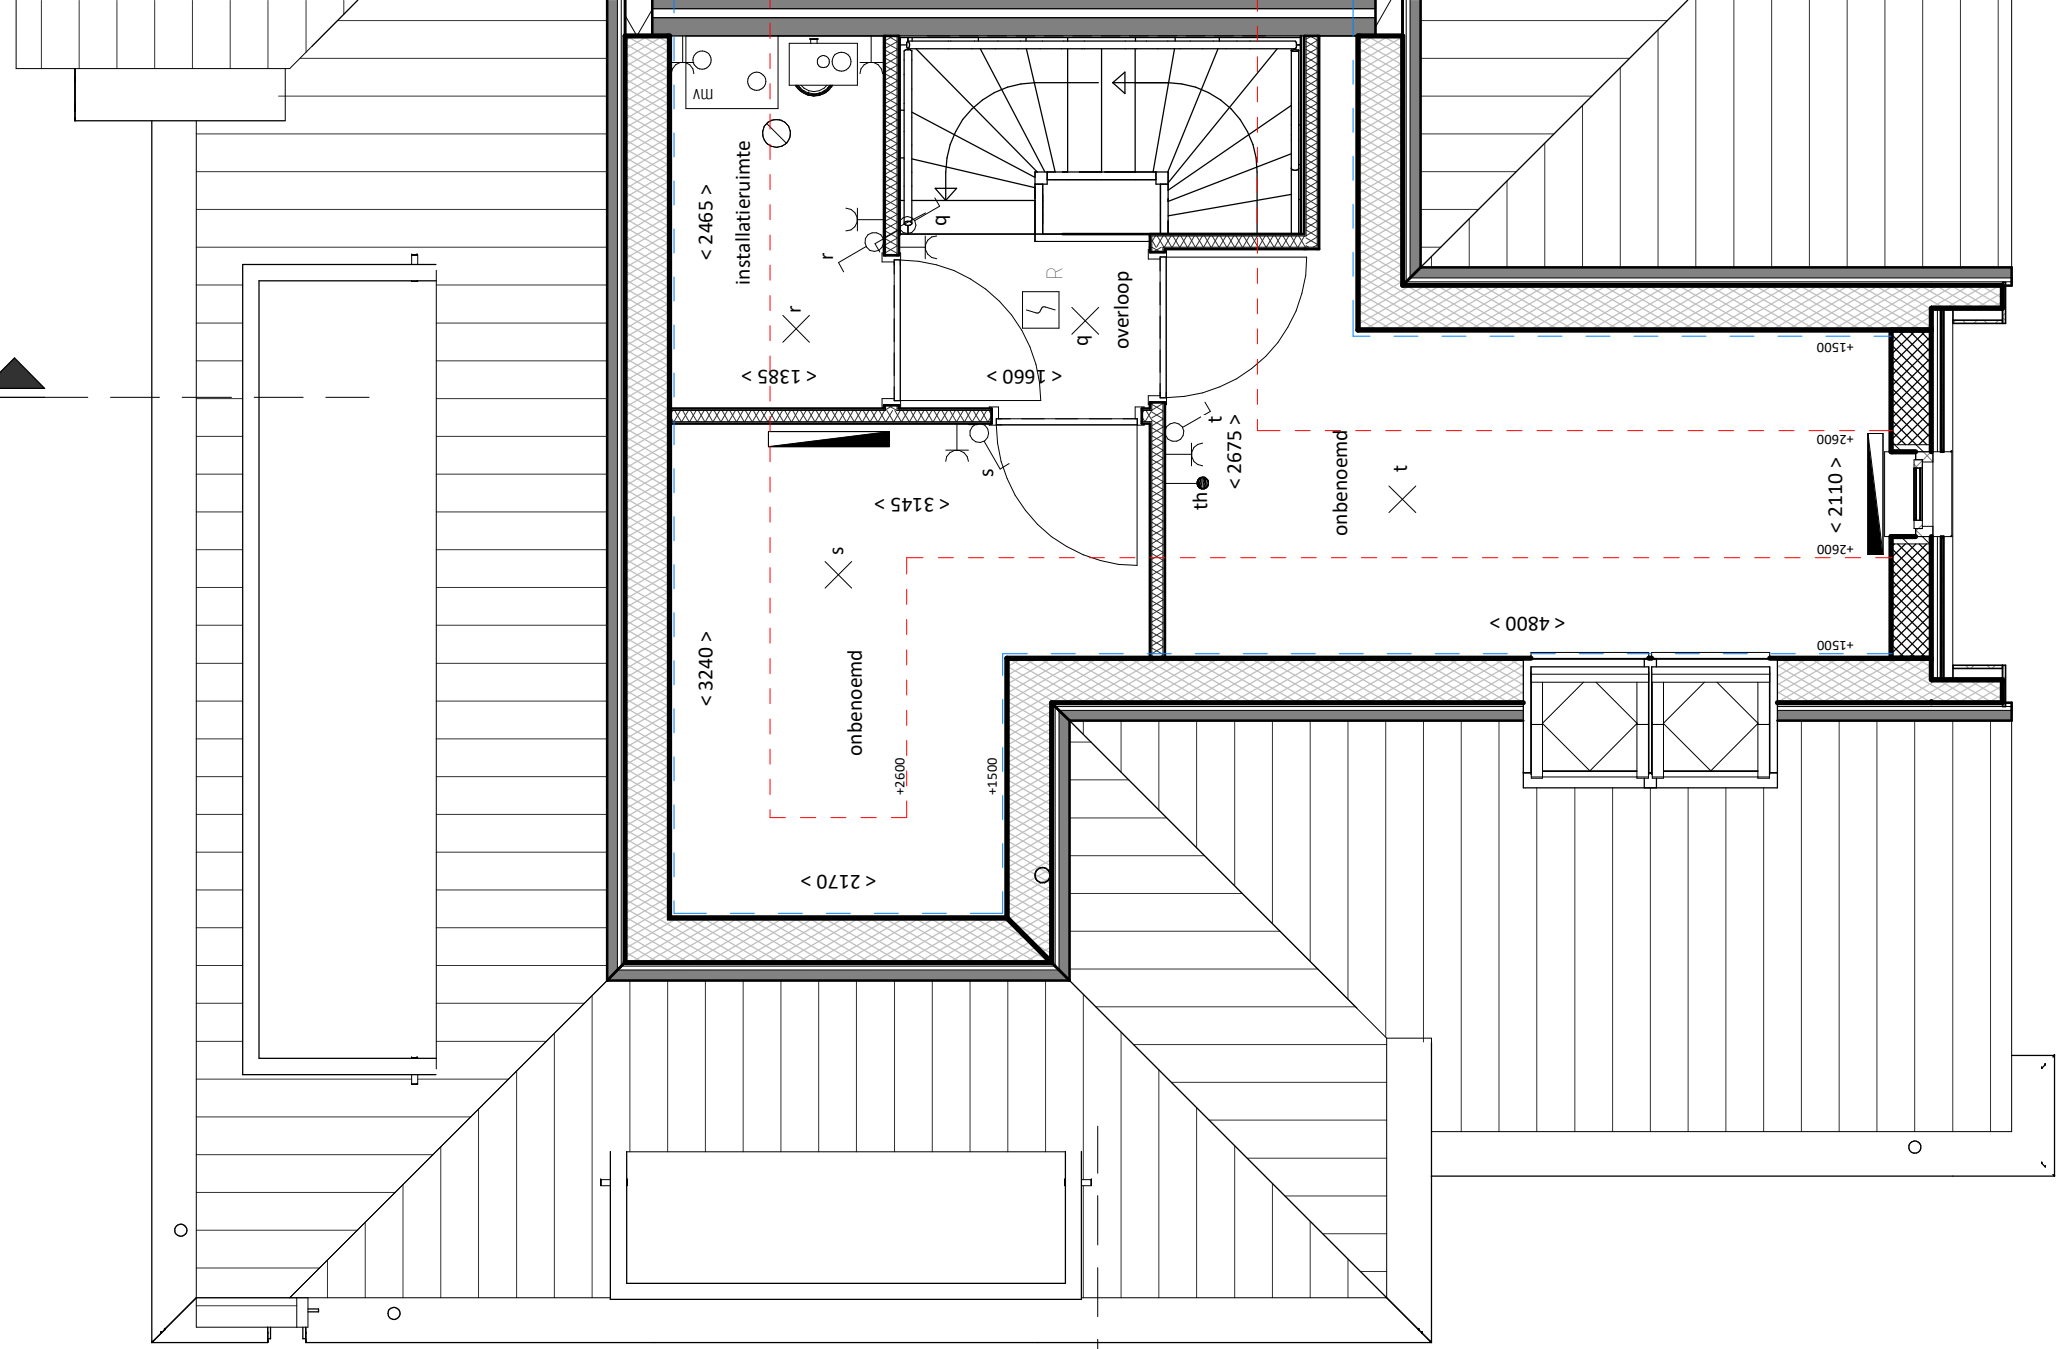 mv
installatieruimte
< 2465 >
r
r
< 1385 >
q
R
q
overloop
< 1660 >
s
< 3145 >
s
< 3240 >
onbenoemd
+2600
+1500
< 2170 >
t
< 2675 >
th
onbenoemd
t
+1500
+2600
< 2110 >
+2600
+1500
< 4800 >